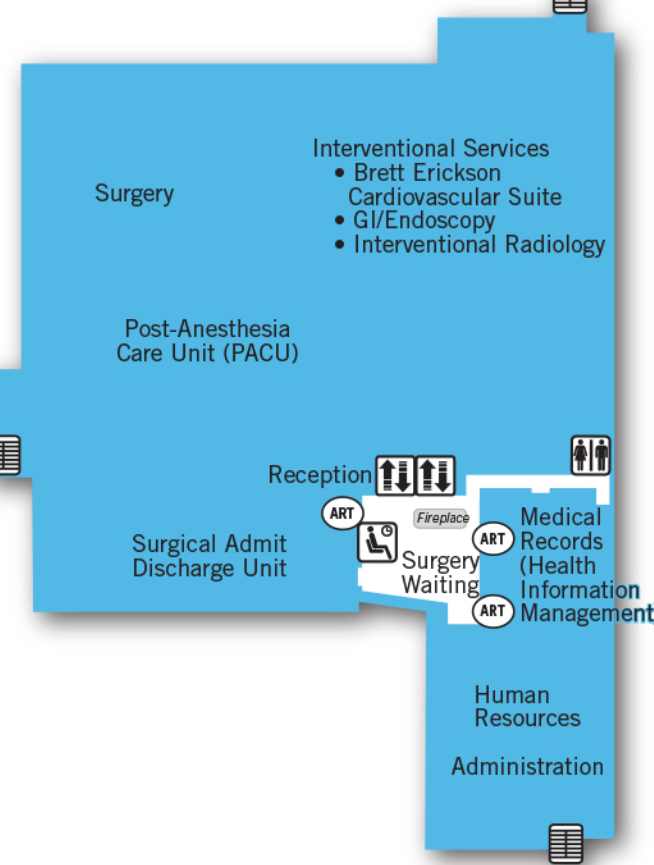 Interventional Services
• Brett Erickson
Cardiovascular Suite
• GI/Endoscopy
• Interventional Radiology
Surgery
Post-Anesthesia
Care Unit (PACU)
Reception
ART
Fireplace
Surgical Admit
Discharge Unit
Surgery
Waiting
ART
Medical
Records
(Health
Information
Management
ART
Human
Resources
Administration